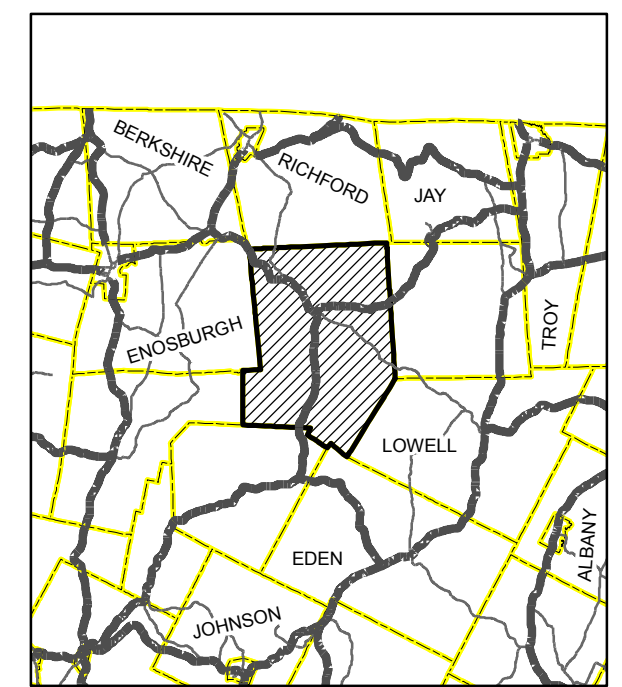 BERKSHIRE
RICHFORD
JAY
TROY
ENOSBURGH
LOWELL
ALBANY
EDEN
JOHNSON